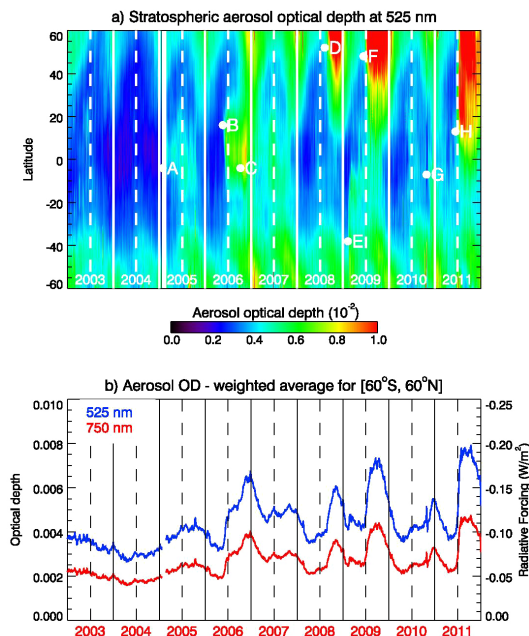 a) Stratospheric aerosol optical depth at 525 nm
60
40
20
0
-20
-40
-60
Latitude
A
B
C
D
E
F
G
H
2003 2004 2005 2006 2007 2008 2009 2010 2011
Aerosol optical depth (10-2)
0.0 0.2 0.4 0.6 0.8 1.0
b) Aerosol OD - weighted average for [60°S, 60°N]
0.010
0.008
0.006
0.004
0.002
0.000
Optical depth
525 nm
750 nm
-0.25
-0.20
-0.15
-0.10
-0.05
0.00
Radiative Forcing (W/m2)
2003 2004 2005 2006 2007 2008 2009 2010 2011